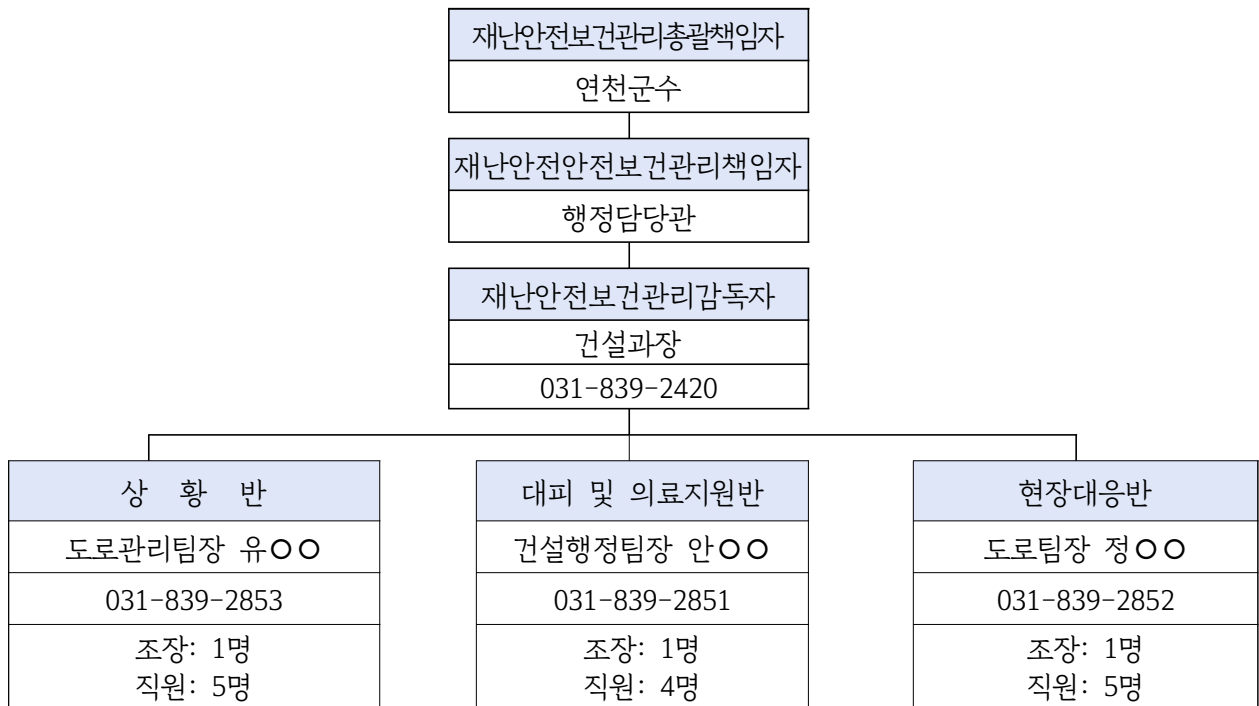 재난안전보건관리총괄책임자
연천군수
재난안전안전보건관리책임자
행정담당관
재난안전보건관리감독자
건설과장
031-839-2420
상 황 반
도로관리팀장 유○○
031-839-2853
조장: 1명
직원: 5명
대피 및 의료지원반
건설행정팀장 안○○
031-839-2851
조장: 1명
직원: 4명
현장대응반
도로팀장 정○○
031-839-2852
조장: 1명
직원: 5명